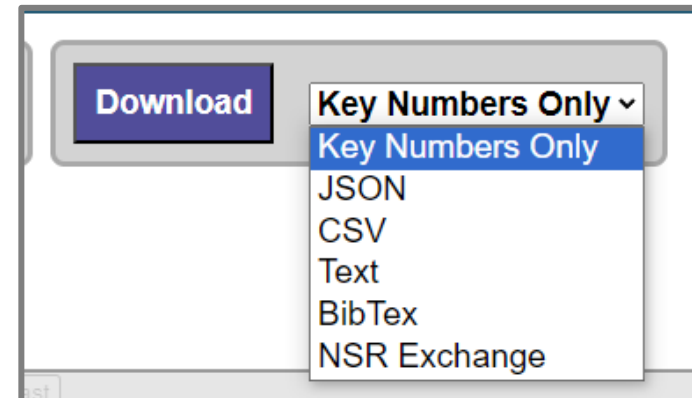 Download Key Numbers Only
Key Numbers Only
JSON
CSV
Text
BibTex
NSR Exchange